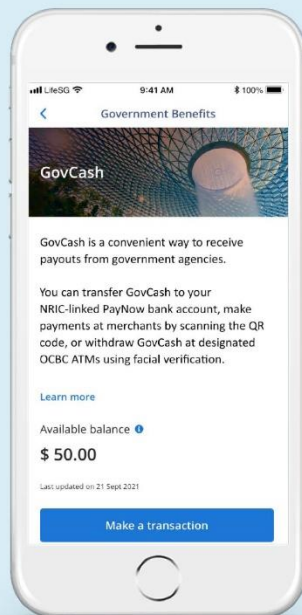 LifeSG 9:41 AM 100%
Government Benefits
GovCash
GovCash is a convenient way to receive
payouts from government agencies.
You can transfer GovCash to your
NRIC-linked PayNow bank account, make
payments at merchants by scanning the QR
code, or withdraw GovCash at designated
OCBC ATMs using facial verification.
Learn more
Available balance
$ 50.00
Last updated on 21 Sept 2021
Make a transaction